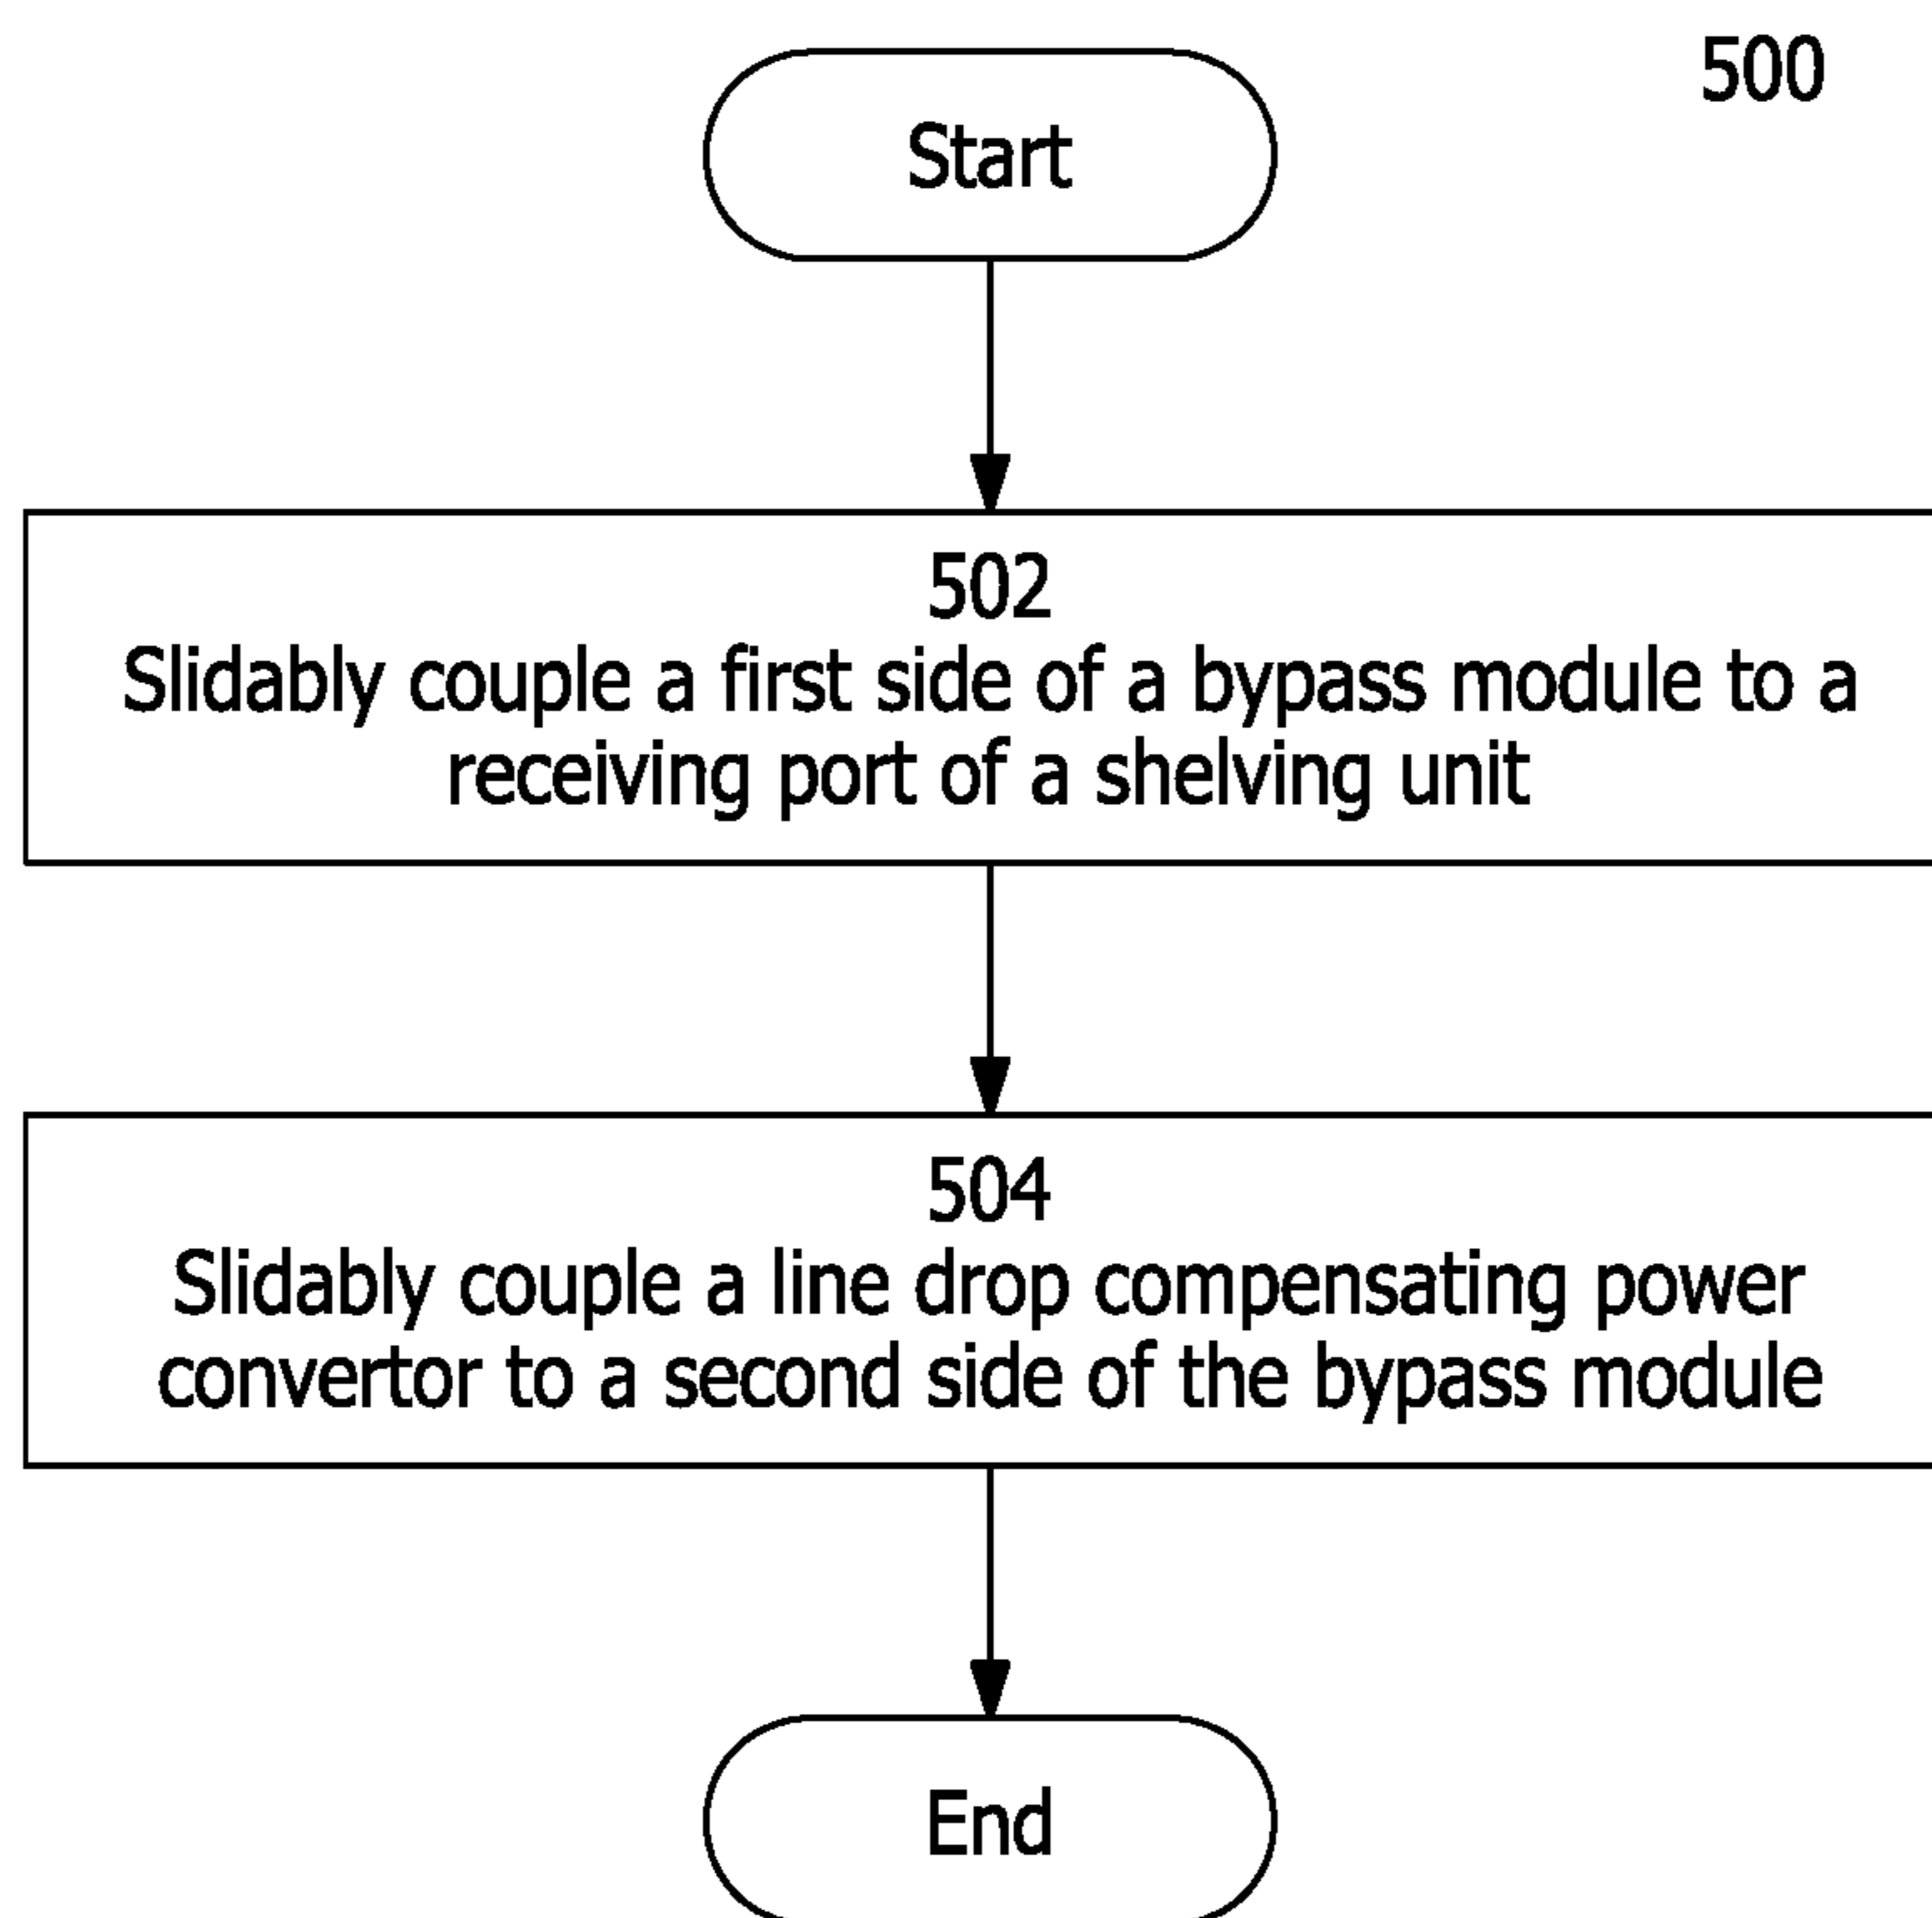 500
Start
502
Slidably couple a first side of a bypass module to a
receiving port of a shelving unit
504
Slidably couple a line drop compensating power
convertor to a second side of the bypass module
End